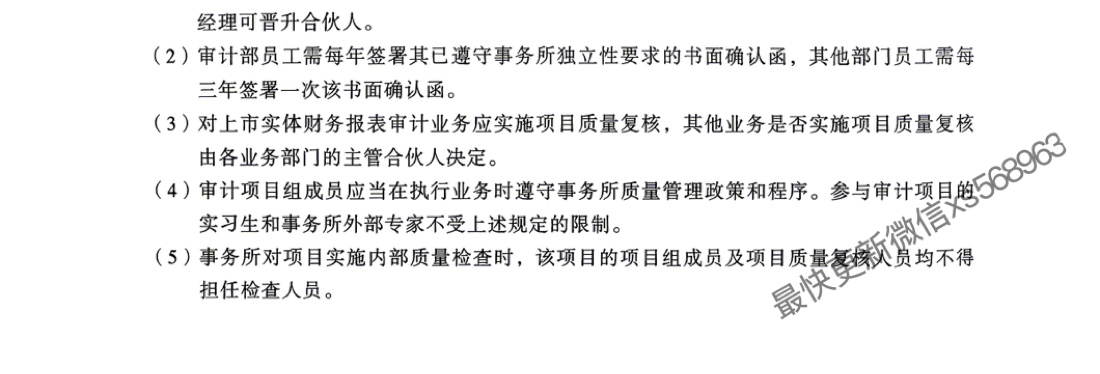 经理可晋升合伙人。
（2）审计部员工需每年签署其已遵守事务所独立性要求的书面确认函，其他部门员工需每
三年签署一次该书面确认函。
（3）对上市实体财务报表审计业务应实施项目质量复核，其他业务是否实施项目质量复核
由各业务部门的主管合伙人决定。
（4）审计项目组成员应当在执行业务时遵守事务所质量管理政策和程序。参与审计项目的
实习生和事务所外部专家不受上述规定的限制。
（5）事务所对项目实施内部质量检查时，该项目的项目组成员及项目质量复核人员均不得
担任检查人员。
最快更新微信x3568963